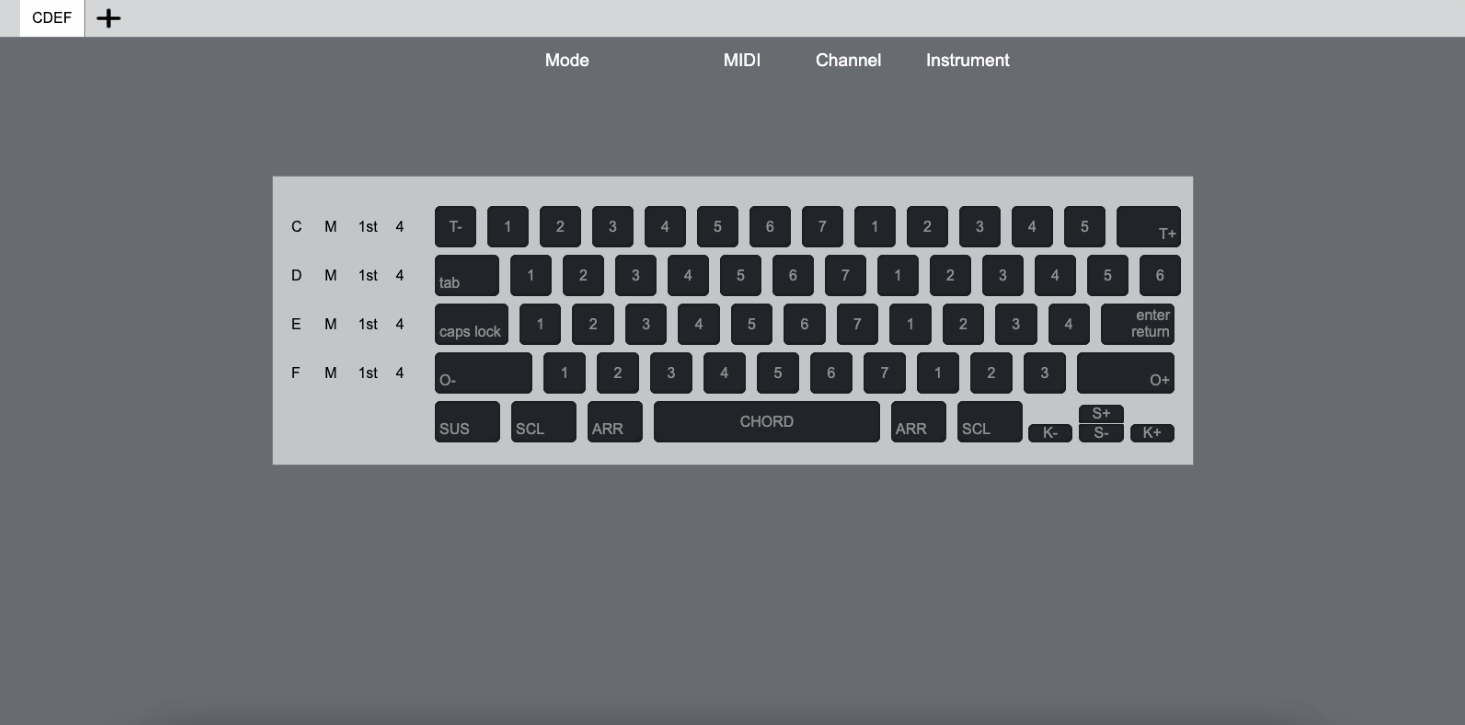 CDEF
Mode MIDI Channel Instrument
C M 1st 4 T- 1 2 3 4 5 6 7 1 2 3 4 5 T+
D M 1st 4 tab 1 2 3 4 5 6 7 1 2 3 4 5 6
E M 1st 4 caps lock 1 2 3 4 5 6 7 1 2 3 4 enter return
F M 1st 4 O- 1 2 3 4 5 6 7 1 2 3 O+
SUS SCL ARR CHORD ARR SCL K- S+ S- K+